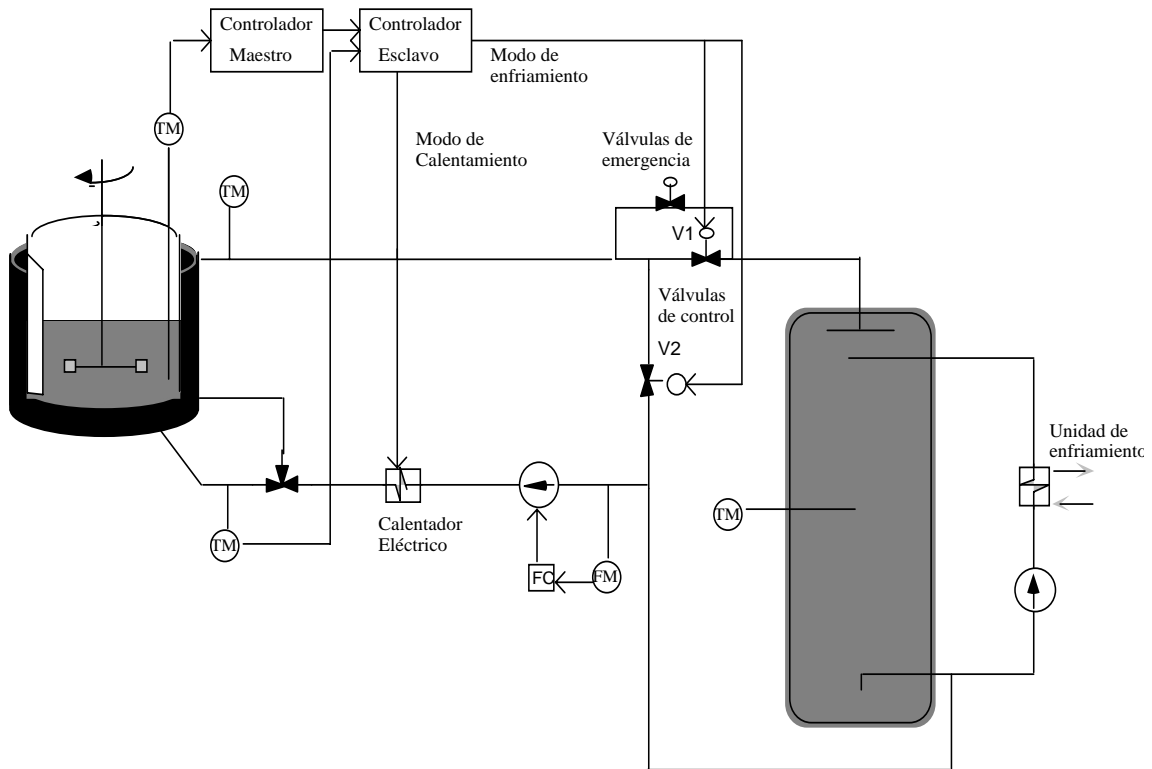 Controlador
Maestro
Controlador
Esclavo
Modo de
enfriamiento
TM
Modo de
Calentamiento
Válvulas de
emergencia
TM
V1
Válvulas
de control
V2
Unidad de
enfriamiento
TM
Calentador
Eléctrico
TM
FC
FM